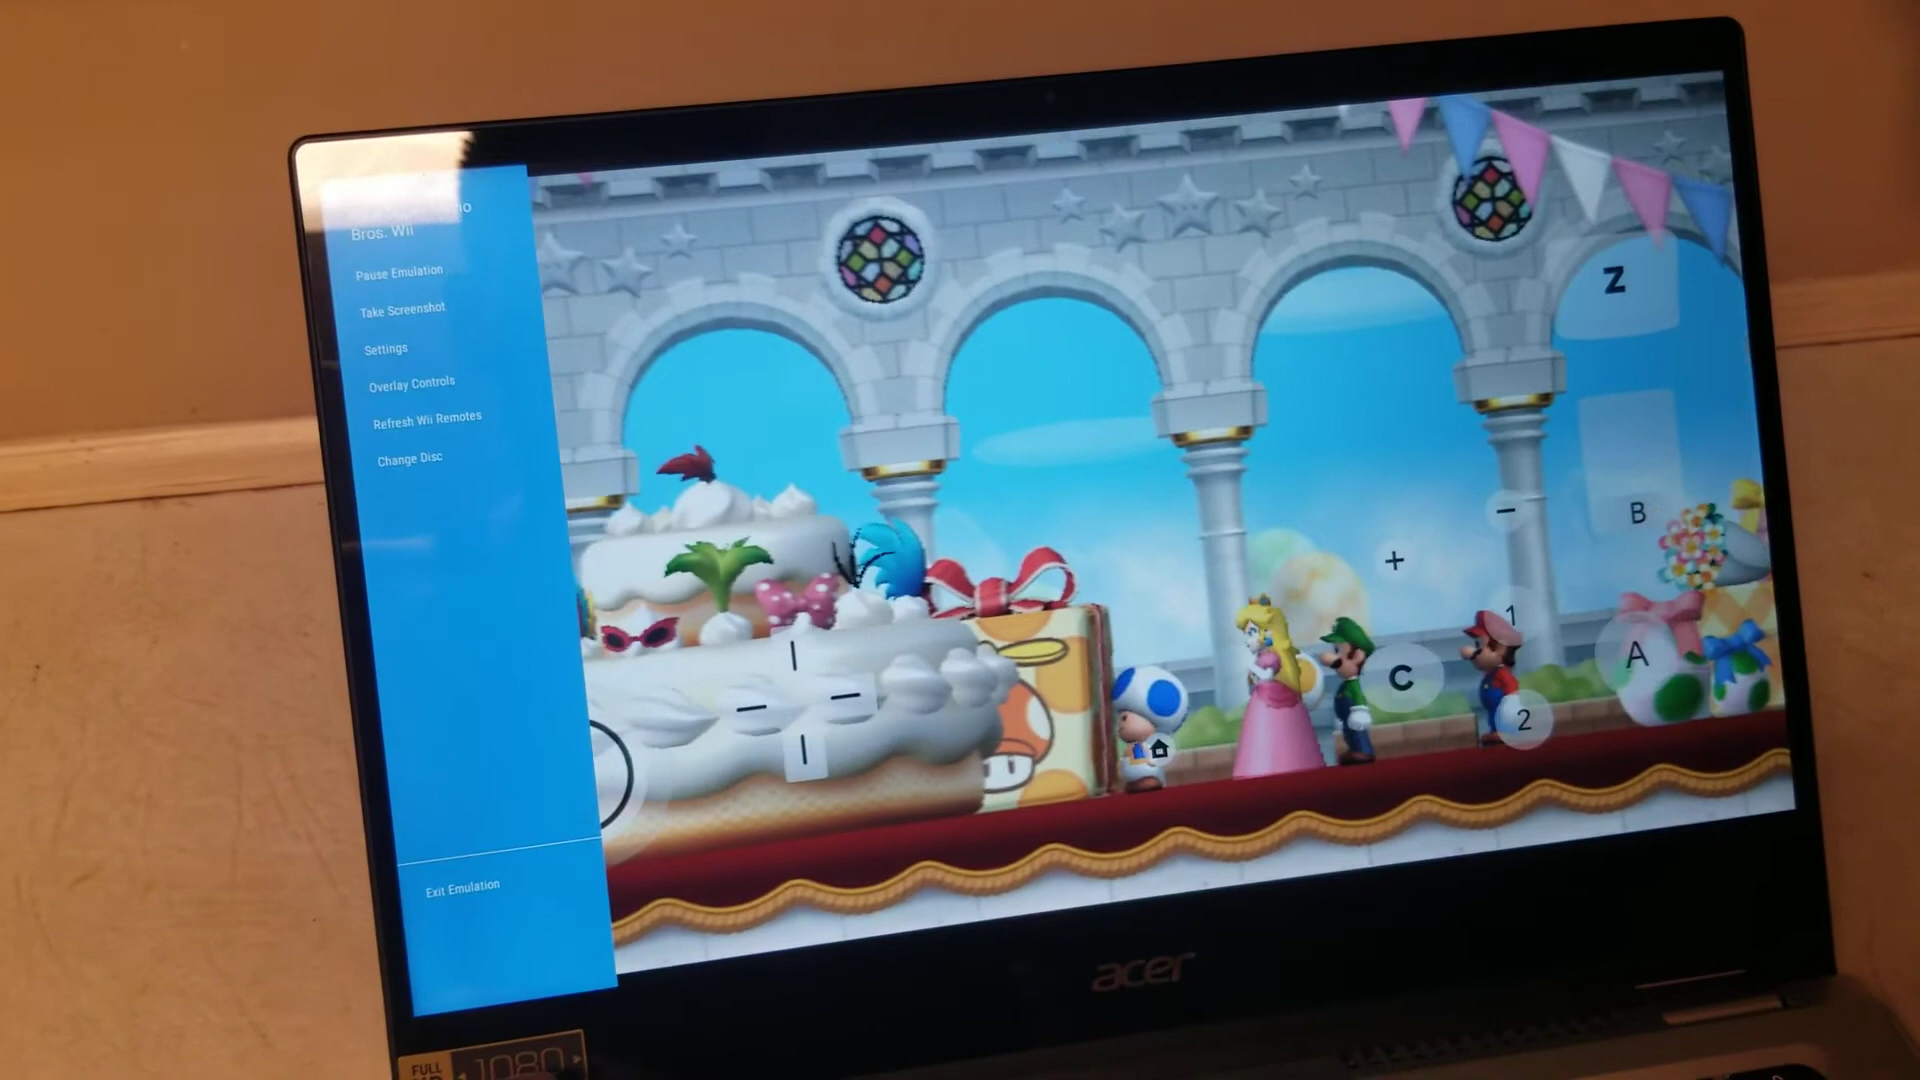 Bros. Wii
Pause Emulation
Take Screenshot
Settings
Overlay Controls
Refresh Wii Remotes
Change Disc
Exit Emulation
Z
-
B
+
1
A
C
2
acer
FULL
1080